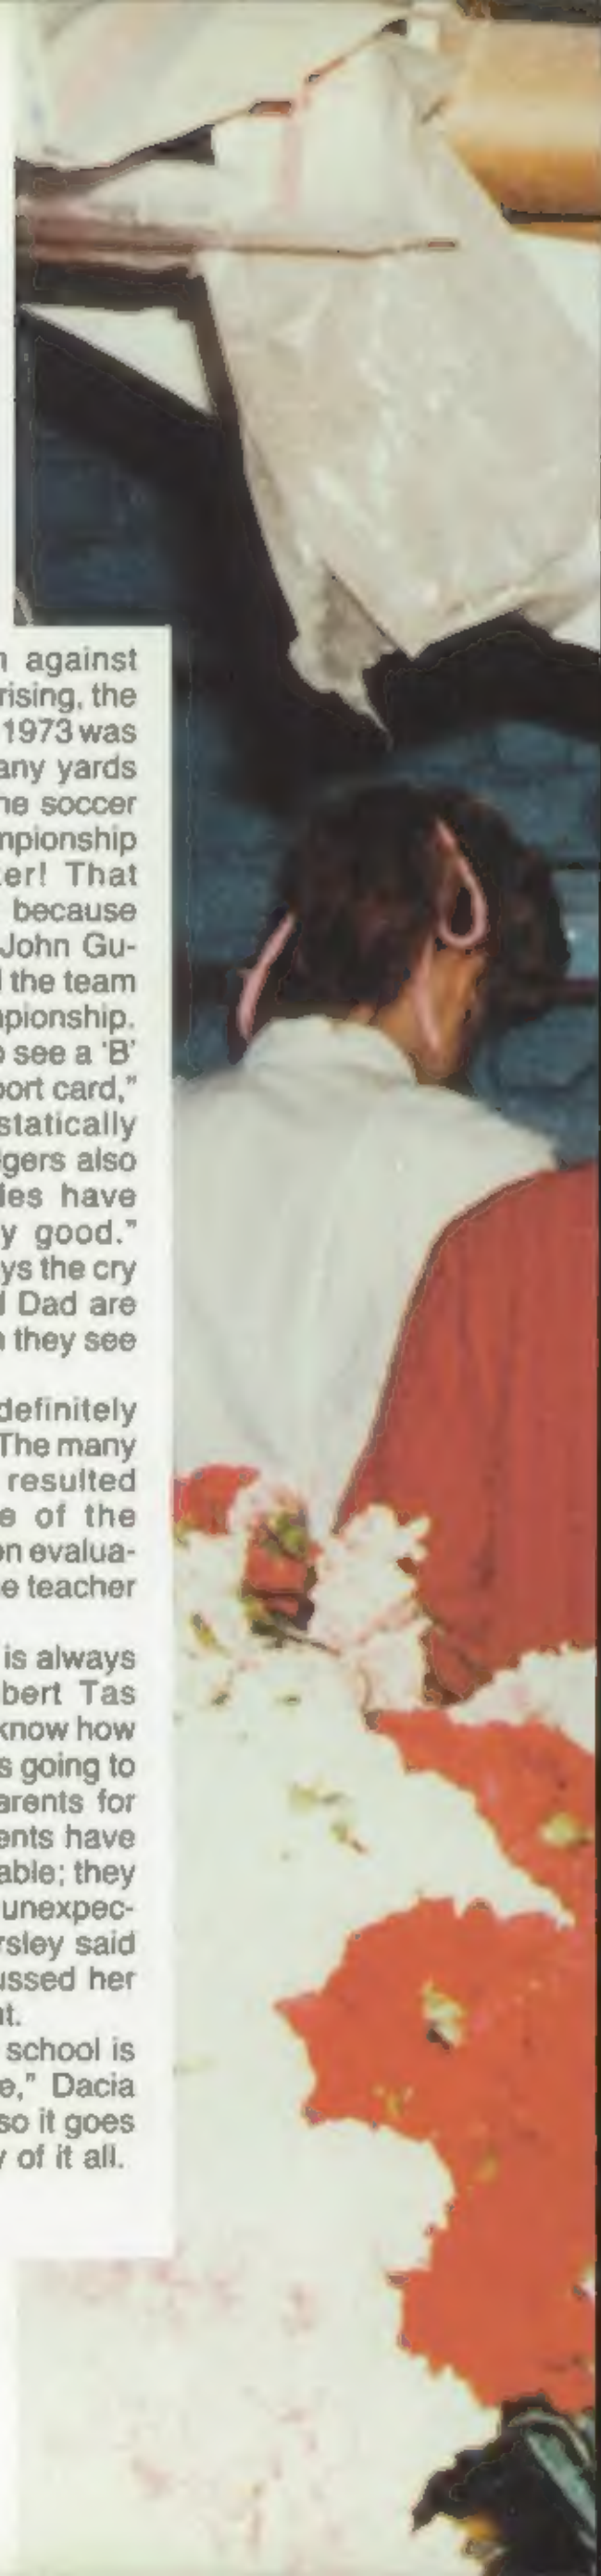 against
rising, the
1973 was
any yards
he soccer
mpionship
er! That
because
John Gu-
the team
pionship.
see a ‘B’
port card,”
statically
gers also
ies have
y good.”
ys the cry
Dad are
they see
definitely
The many
resulted
e of the
on evalua-
e teacher
is always
bert Tas
know how
s going to
arents for
ents have
able; they
unexpec-
rsley said
ussed her
nt.
school is
e,” Dacia
so it goes
y of it all.